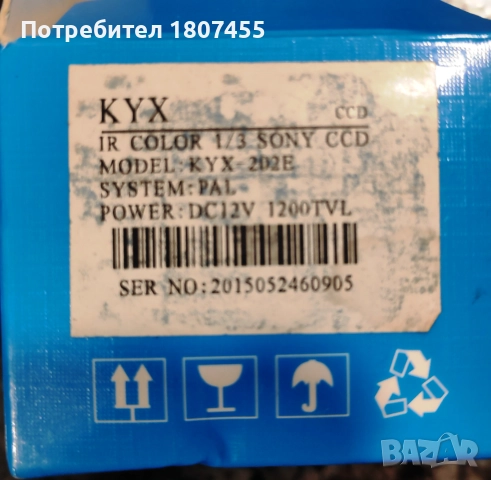 Потребител 1807455
KYX CCD
IR COLOR 1/3 SONY CCD
MODEL:KYX-202E
SYSTEM:PAL
POWER:DC12V 1200TVL
SER NO:2015052460905
BAZAR